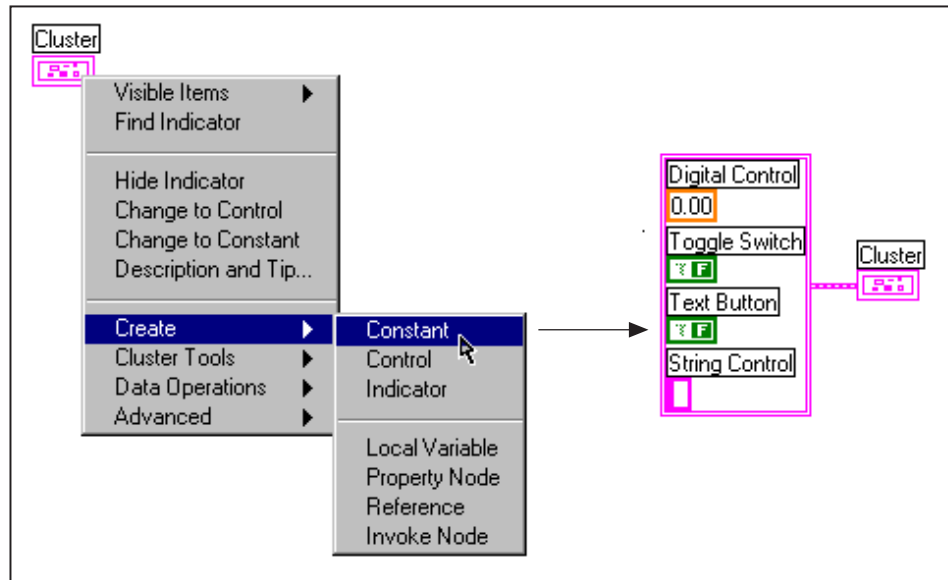 Cluster
Visible Items
Find Indicator
Hide Indicator
Change to Control
Change to Constant
Description and Tip...
Create
Cluster Tools
Data Operations
Advanced
Constant
Control
Indicator
Local Variable
Property Node
Reference
Invoke Node
Digital Control
0.00
Toggle Switch
F
Text Button
F
String Control
Cluster